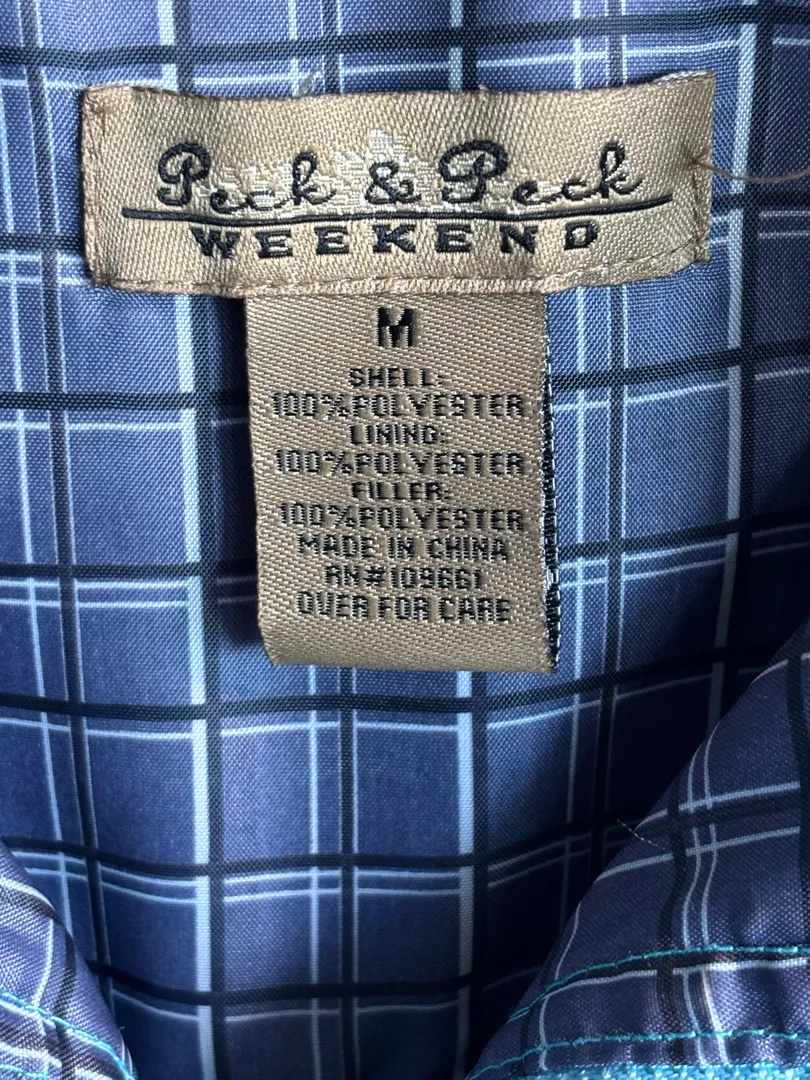 Peck & Peck
WEEKEND
M
SHELL:
100%POLYESTER
LINING:
100%POLYESTER
FILLER:
100%POLYESTER
MADE IN CHINA
RN#109661
OVER FOR CARE